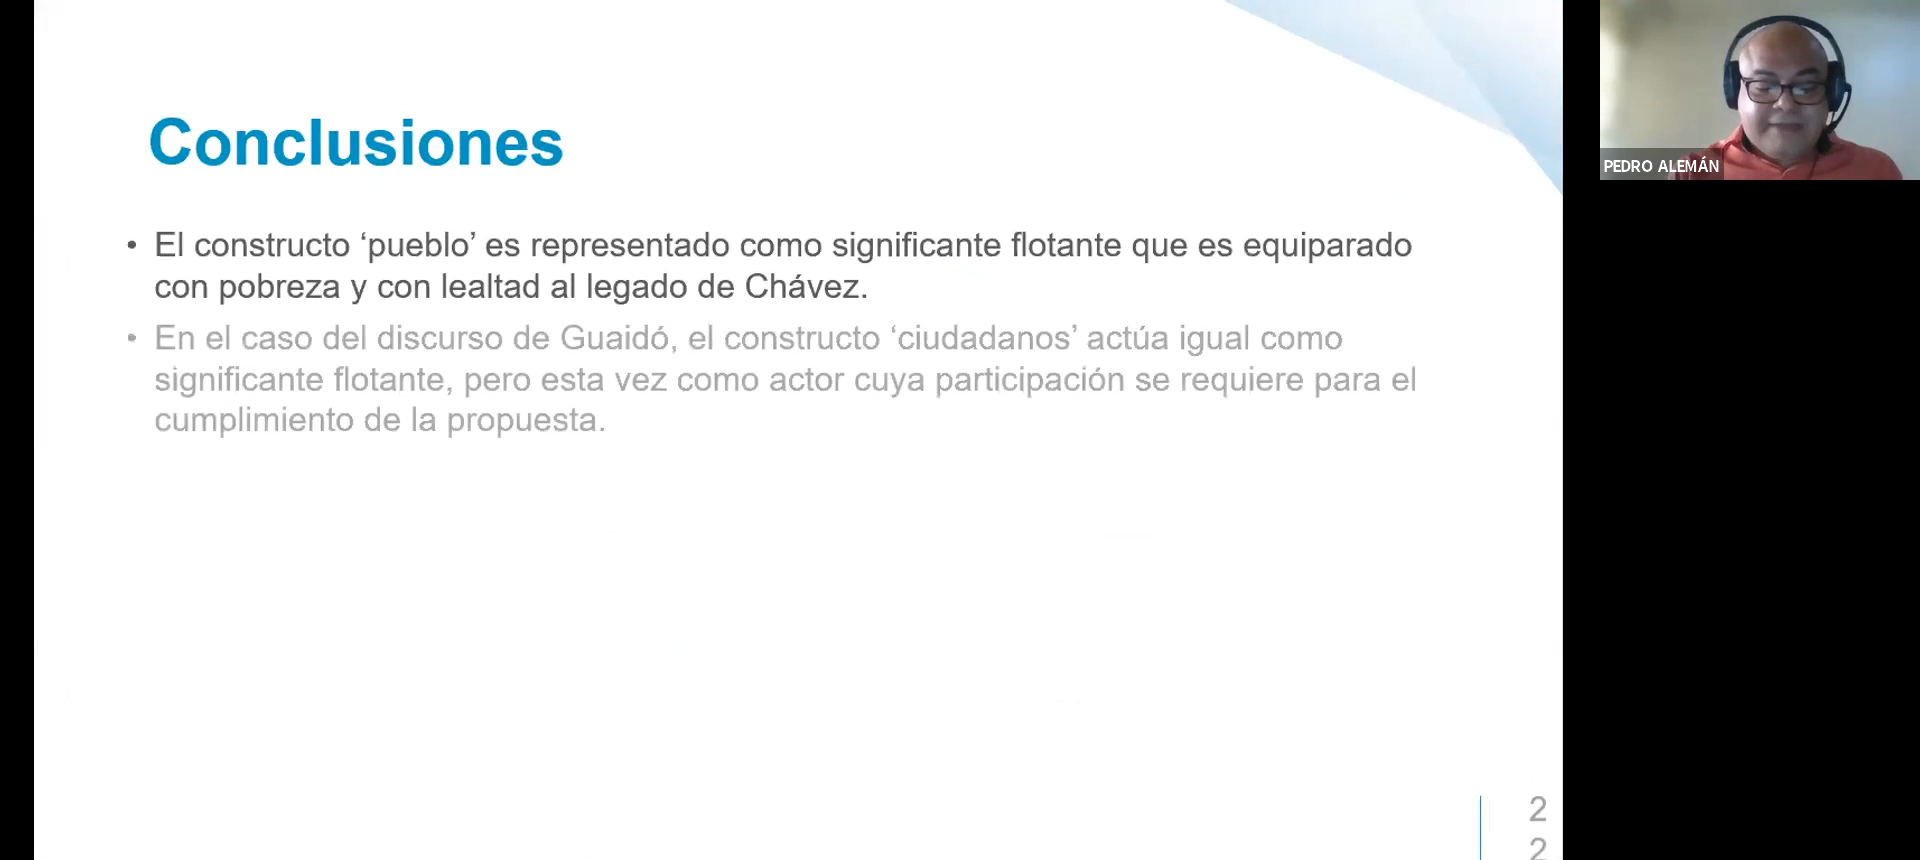 Conclusiones
• El constructo ‘pueblo’ es representado como significante flotante que es equiparado
con pobreza y con lealtad al legado de Chávez.
• En el caso del discurso de Guaidó, el constructo ‘ciudadanos’ actúa igual como
significante flotante, pero esta vez como actor cuya participación se requiere para el
cumplimiento de la propuesta.
2
2
PEDRO ALEMÁN